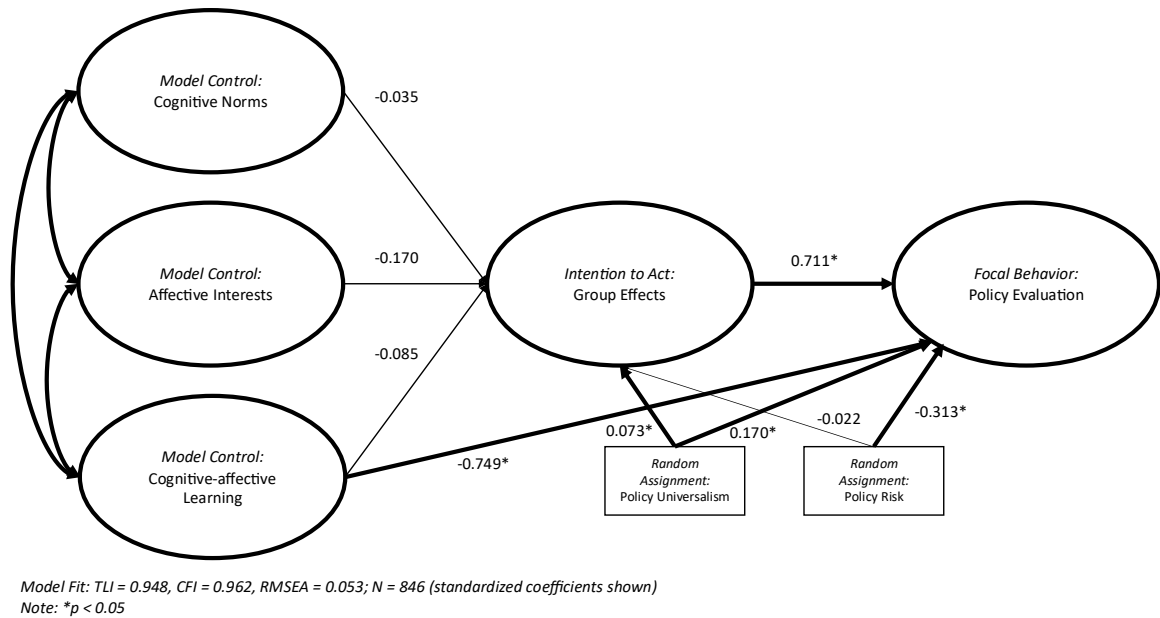 Model Control:
Cognitive Norms
-0.035
Model Control:
Affective Interests
-0.170
Intention to Act:
Group Effects
0.711*
Focal Behavior:
Policy Evaluation
-0.085
Model Control:
Cognitive-affective
Learning
-0.749*
0.073*
0.170*
-0.022
-0.313*
Random
Assignment:
Policy Universalism
Random
Assignment:
Policy Risk
Model Fit: TLI = 0.948, CFI = 0.962, RMSEA = 0.053; N = 846 (standardized coefficients shown)
Note: *p < 0.05